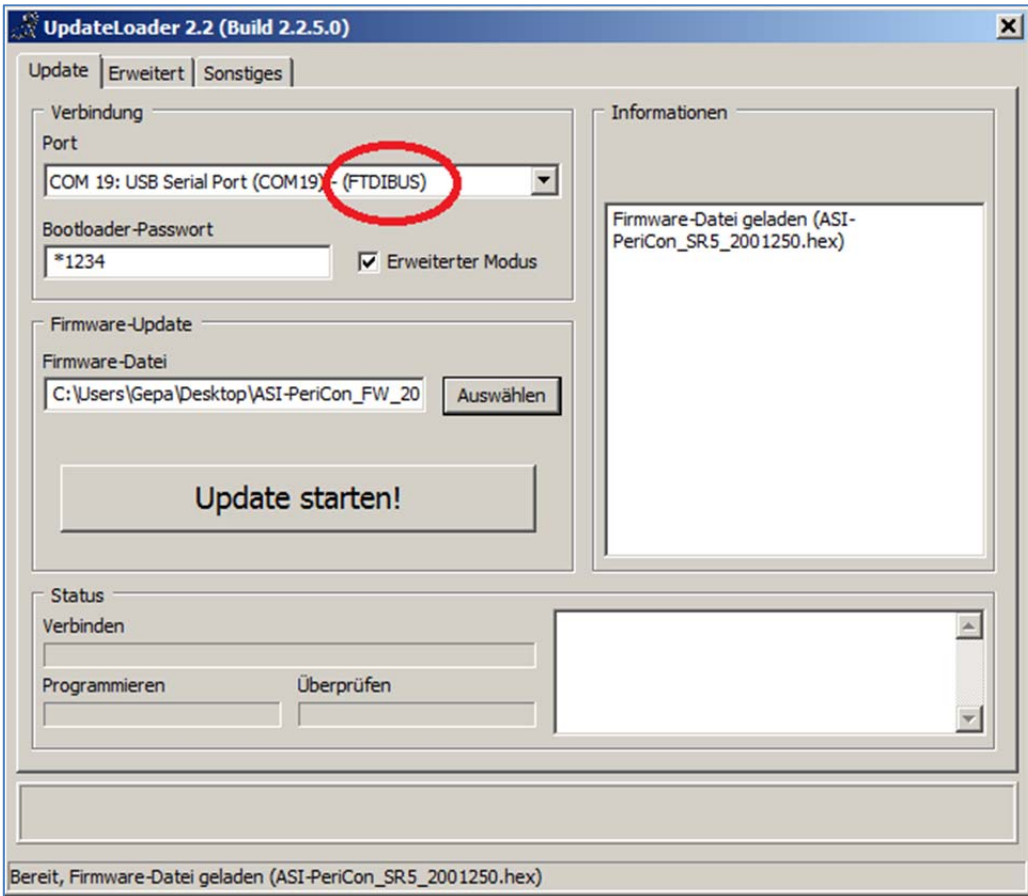 UpdateLoader 2.2 (Build 2.2.5.0)
Update Erweitert Sonstiges
Verbindung
Port
COM 19: USB Serial Port (COM19) - (FTDIBUS)
Bootloader-Passwort
*1234
Erweiterter Modus
Firmware-Update
Firmware-Datei
C:\Users\Gepa\Desktop\ASI-PeriCon_FW_20
Auswählen
Update starten!
Informationen
Firmware-Datei geladen (ASI-
PeriCon_SR5_2001250.hex)
Status
Verbinden
Programmieren Überprüfen
Bereit, Firmware-Datei geladen (ASI-PeriCon_SR5_2001250.hex)